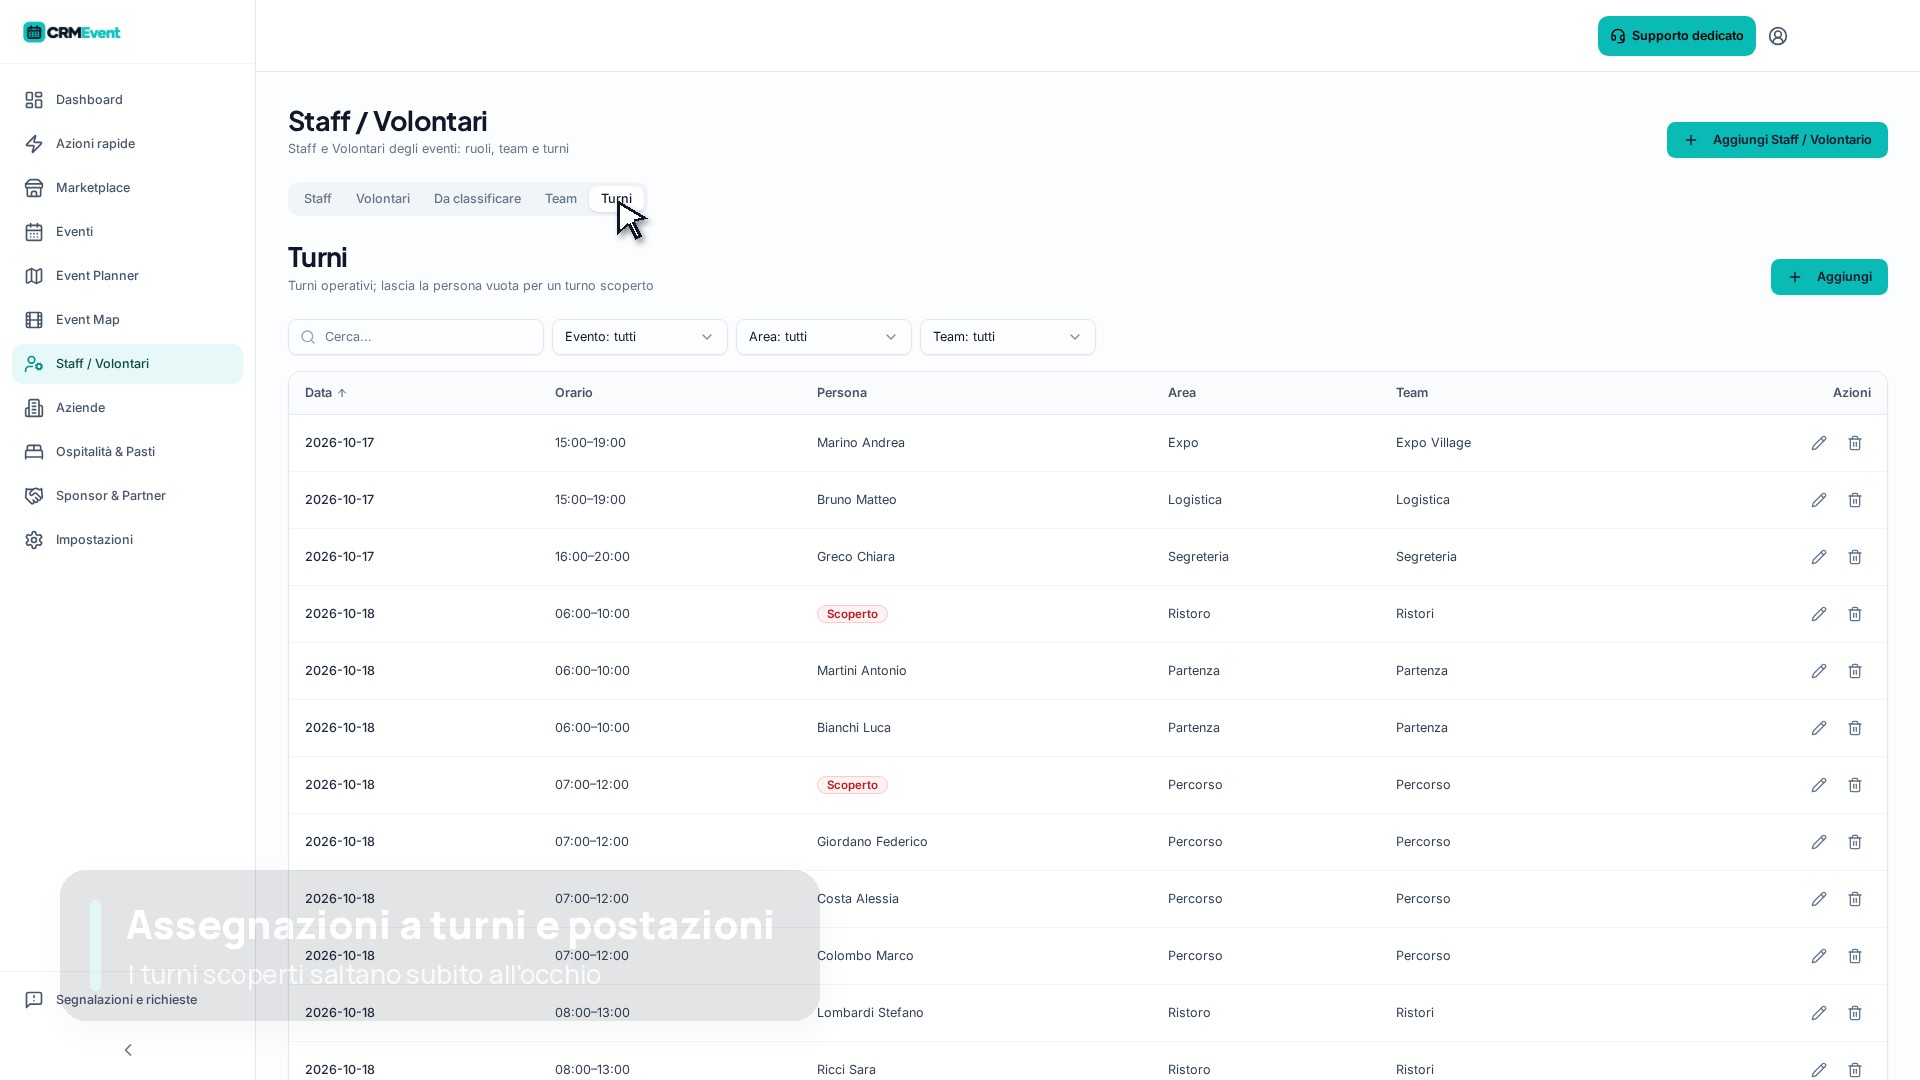 CRMEvent
Supporto dedicato
Dashboard
Azioni rapide
Marketplace
Eventi
Event Planner
Event Map
Staff / Volontari
Aziende
Ospitalità & Pasti
Sponsor & Partner
Impostazioni
Segnalazioni e richieste
Staff / Volontari
Staff e Volontari degli eventi: ruoli, team e turni
Aggiungi Staff / Volontario
Staff Volontari Da classificare Team Turni
Turni
Turni operativi; lascia la persona vuota per un turno scoperto
Aggiungi
Cerca... Evento: tutti Area: tutti Team: tutti
Data Orario Persona Area Team Azioni
2026-10-17 15:00–19:00 Marino Andrea Expo Expo Village
2026-10-17 15:00–19:00 Bruno Matteo Logistica Logistica
2026-10-17 16:00–20:00 Greco Chiara Segreteria Segreteria
2026-10-18 06:00–10:00 Scoperto Ristoro Ristori
2026-10-18 06:00–10:00 Martini Antonio Partenza Partenza
2026-10-18 06:00–10:00 Bianchi Luca Partenza Partenza
2026-10-18 07:00–12:00 Scoperto Percorso Percorso
2026-10-18 07:00–12:00 Giordano Federico Percorso Percorso
2026-10-18 07:00–12:00 Costa Alessia Percorso Percorso
2026-10-18 07:00–12:00 Colombo Marco Percorso Percorso
2026-10-18 08:00–13:00 Lombardi Stefano Ristoro Ristori
2026-10-18 08:00–13:00 Ricci Sara Ristoro Ristori
Assegnazioni a turni e postazioni
I turni scoperti saltano subito all'occhio